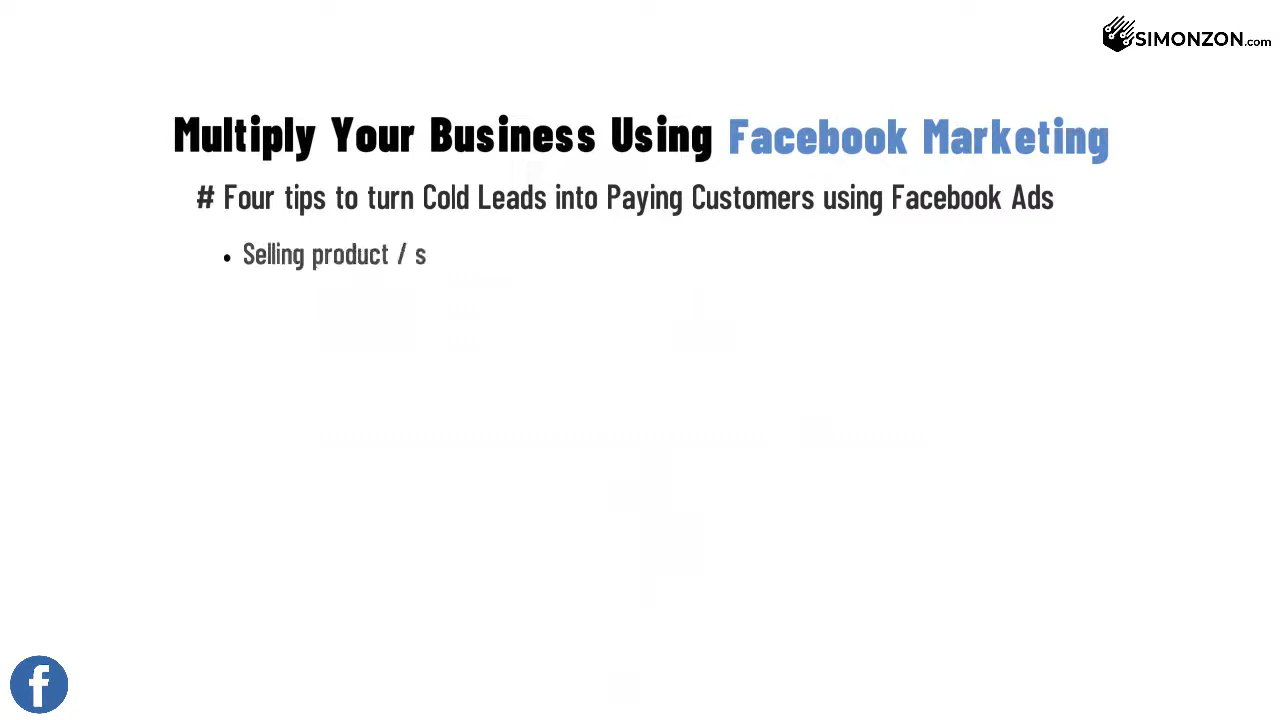 SIMONZON.com
Multiply Your Business Using Facebook Marketing
# Four tips to turn Cold Leads into Paying Customers using Facebook Ads
• Selling product / s
f